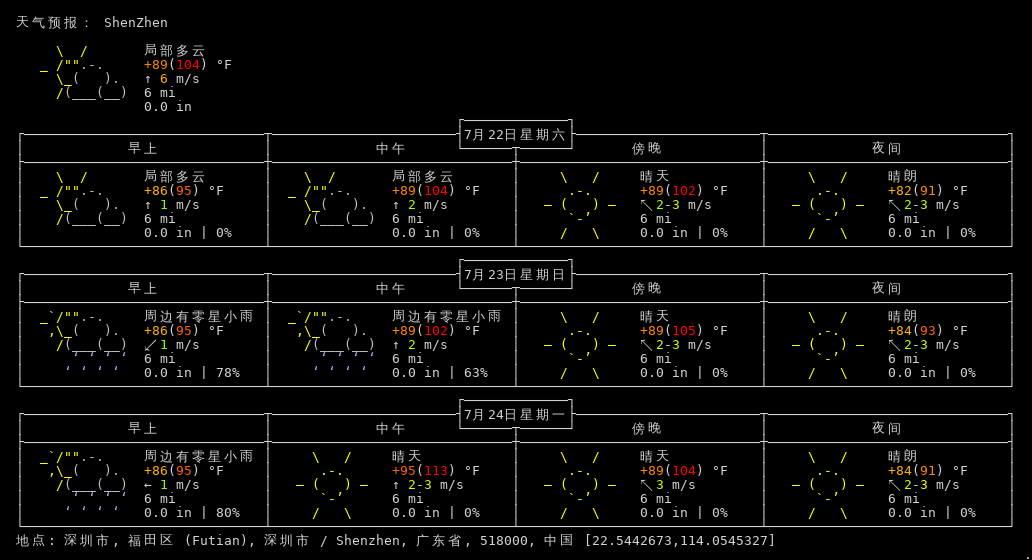 天气预报： ShenZhen
局部多云
+89(104) °F
↑ 6 m/s
6 mi
0.0 in
7月22日星期六
早上 中午 傍晚 夜间
局部多云 局部多云 晴天 晴朗
+86(95) °F +89(104) °F +89(102) °F +82(91) °F
↑ 1 m/s ↑ 2 m/s ↖ 2-3 m/s ↖ 2-3 m/s
6 mi 6 mi 6 mi 6 mi
0.0 in | 0% 0.0 in | 0% 0.0 in | 0% 0.0 in | 0%
7月23日星期日
早上 中午 傍晚 夜间
周边有零星小雨 周边有零星小雨 晴天 晴朗
+86(95) °F +89(102) °F +89(105) °F +84(93) °F
↙ 1 m/s ↑ 2 m/s ↖ 2-3 m/s ↖ 2-3 m/s
6 mi 6 mi 6 mi 6 mi
0.0 in | 78% 0.0 in | 63% 0.0 in | 0% 0.0 in | 0%
7月24日星期一
早上 中午 傍晚 夜间
周边有零星小雨 晴天 晴天 晴朗
+86(95) °F +95(113) °F +89(104) °F +84(91) °F
← 1 m/s ↑ 2-3 m/s ↖ 3 m/s ↖ 2-3 m/s
6 mi 6 mi 6 mi 6 mi
0.0 in | 80% 0.0 in | 0% 0.0 in | 0% 0.0 in | 0%
地点: 深圳市, 福田区 (Futian), 深圳市 / Shenzhen, 广东省, 518000, 中国 [22.5442673,114.0545327]